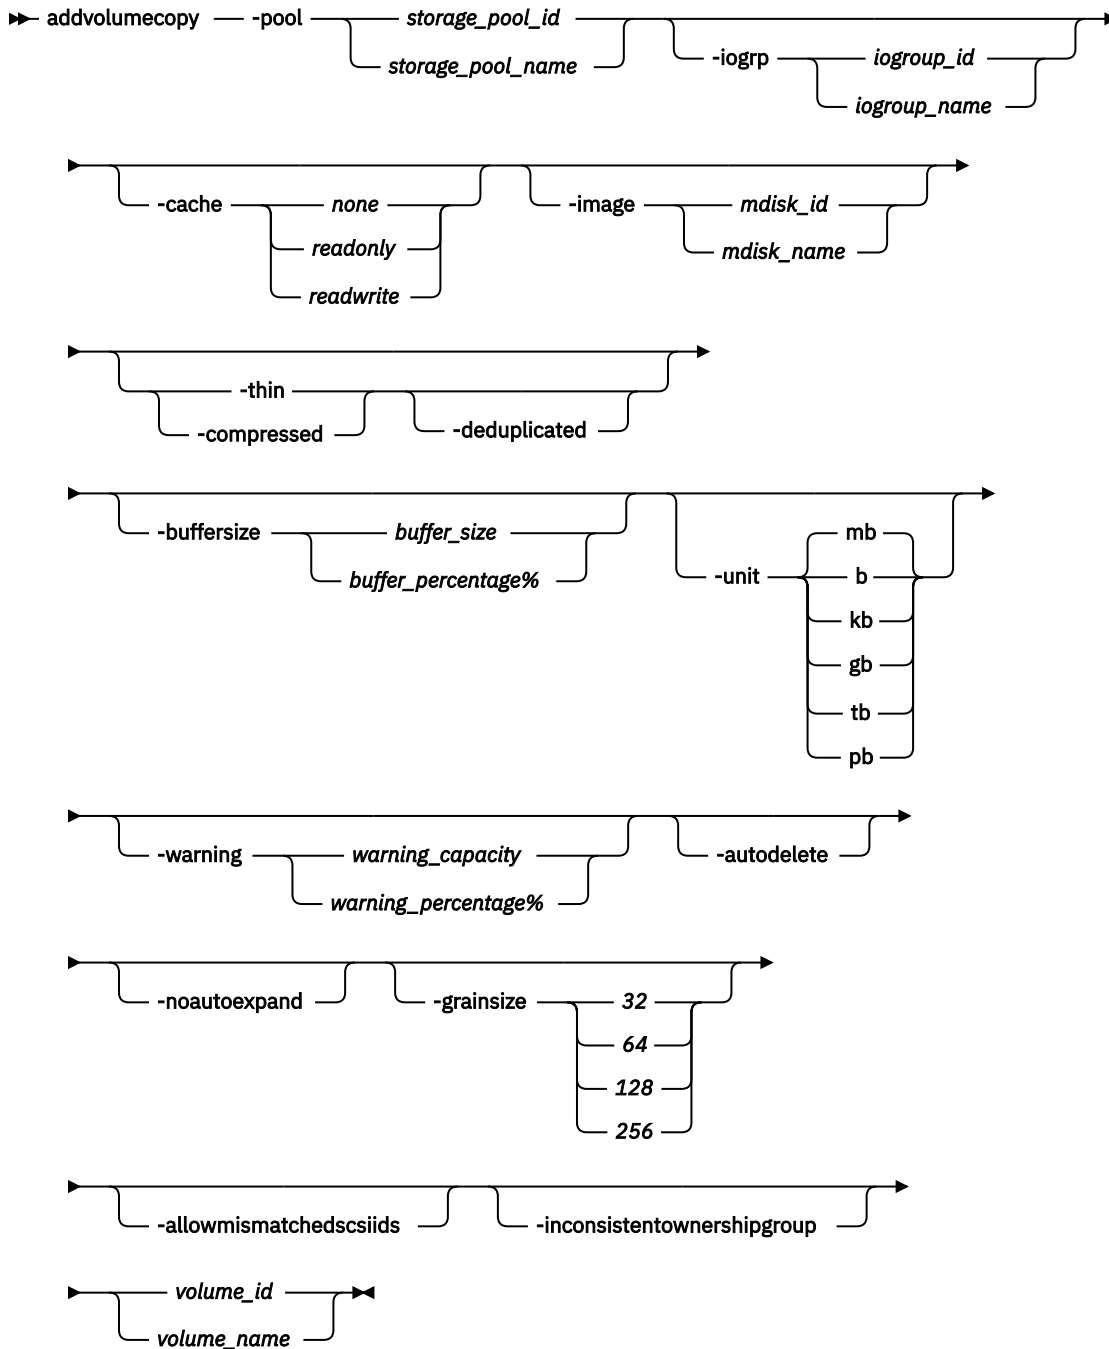 addvolumecopy -pool storage_pool_id
storage_pool_name
-iogrp iogroup_id
iogroup_name
-cache none
readonly
readwrite
-image mdisk_id
mdisk_name
-thin
-compressed
-deduplicated
-buffersize buffer_size
buffer_percentage%
-unit
mb
b
kb
gb
tb
pb
-warning warning_capacity
warning_percentage%
-autodelete
-noautoexpand
-grainsize 32
64
128
256
-allowmismatchedscsiids
-inconsistentownershipgroup
volume_id
volume_name